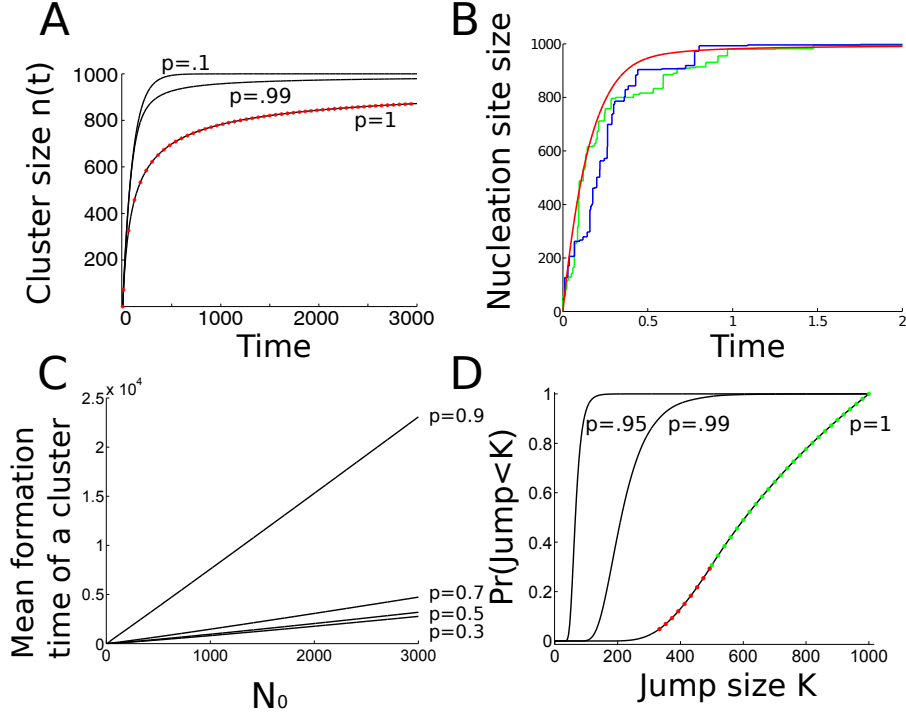 A
Cluster size n(t)
1000
800
600
400
200
p=.1
p=.99
p=1
0
1000
2000
3000
Time
B
Nucleation site size
1000
800
600
400
200
0
0
0.5
1
1.5
2
Time
C
Mean formation
time of a cluster
x 10⁴
2.5
2
1.5
1
0.5
0
p=0.9
p=0.7
p=0.5
p=0.3
0
1000
2000
3000
N₀
D
Pr(Jump<K)
1
0.8
0.6
0.4
0.2
0
p=.95
p=.99
p=1
0
200
400
600
800
1000
Jump size K